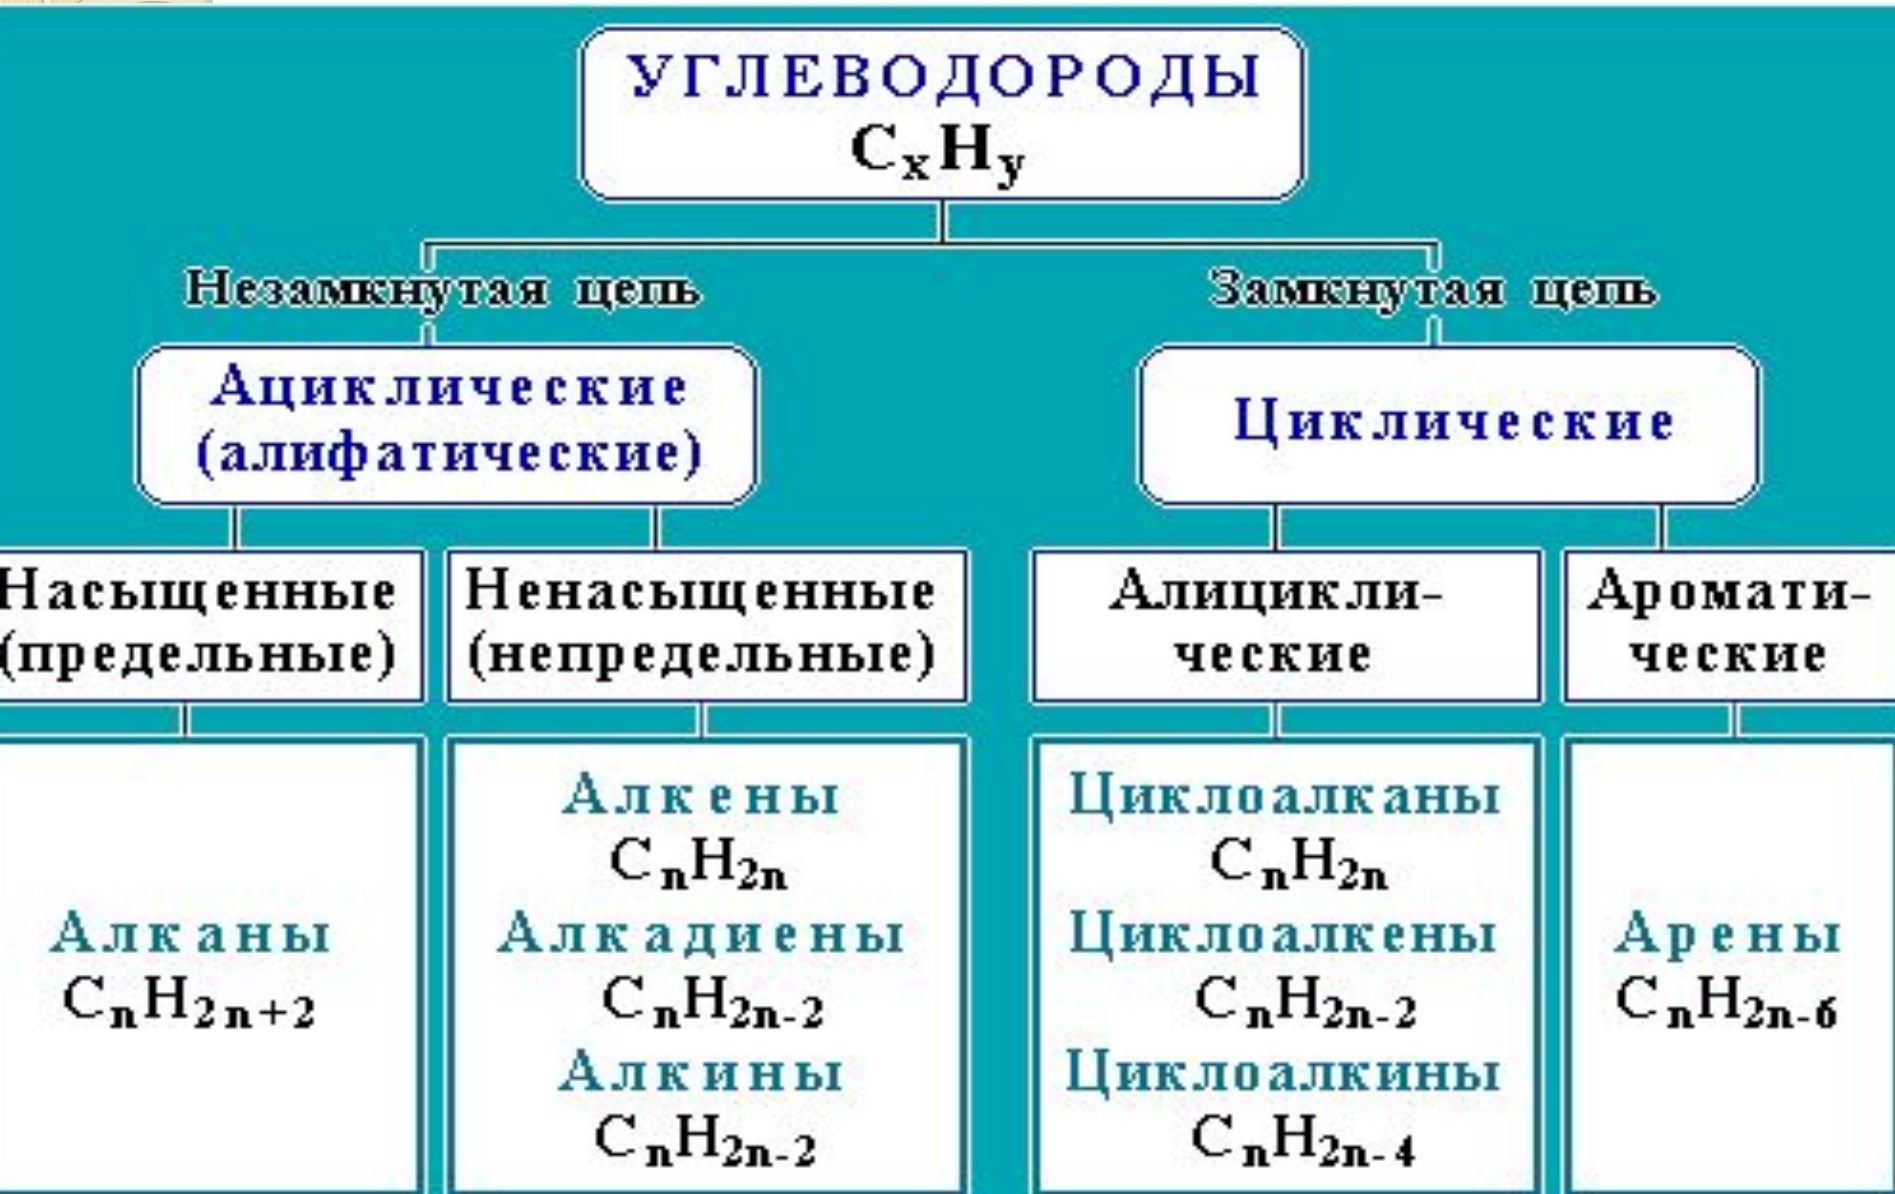 УГЛЕВОДОРОДЫ
CxHy
Незамкнутая цепь
Замкнутая цепь
Ациклические
(алифатические)
Циклические
Насыщенные
(предельные)
Ненасыщенные
(непредельные)
Алицикли-
ческие
Аромати-
ческие
Алканы
CnH2n+2
Алкены
CnH2n
Алкадиены
CnH2n-2
Алкины
CnH2n-2
Циклоалканы
CnH2n
Циклоалкены
CnH2n-2
Циклоалкины
CnH2n-4
Арены
CnH2n-6